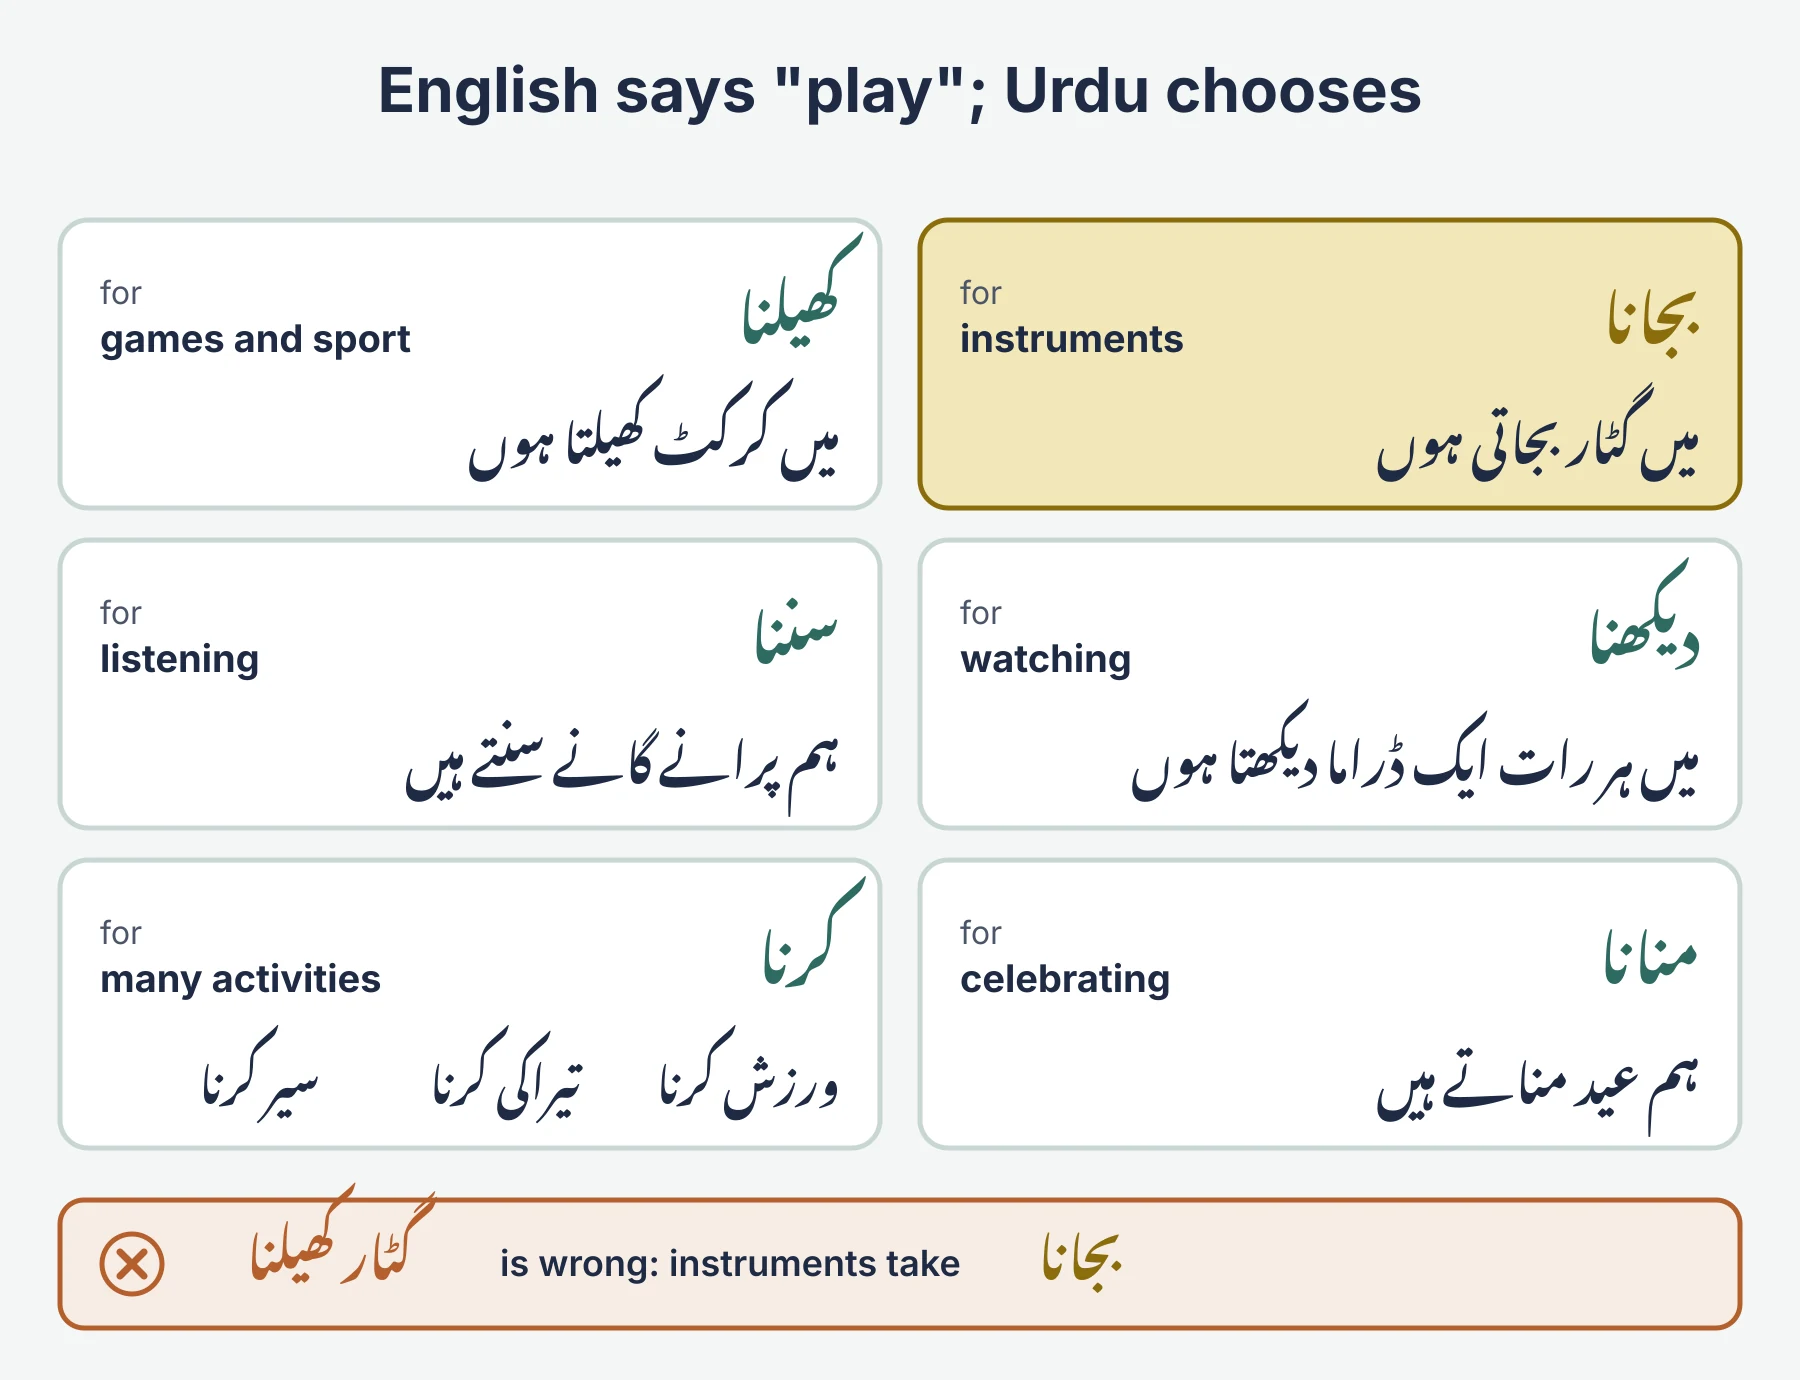 English says "play"; Urdu chooses
for
games and sport
کھیلنا
میں کرکٹ کھیلتا ہوں
for
instruments
بجانا
میں گٹار بجاتی ہوں
for
listening
سننا
ہم پرانے گانے سنتے ہیں
for
watching
دیکھنا
میں ہر رات ایک ڈراما دیکھتا ہوں
for
many activities
کرنا
ورزش کرنا تیراکی کرنا سیر کرنا
for
celebrating
منانا
ہم عید مناتے ہیں
گٹار کھیلنا is wrong: instruments take بجانا